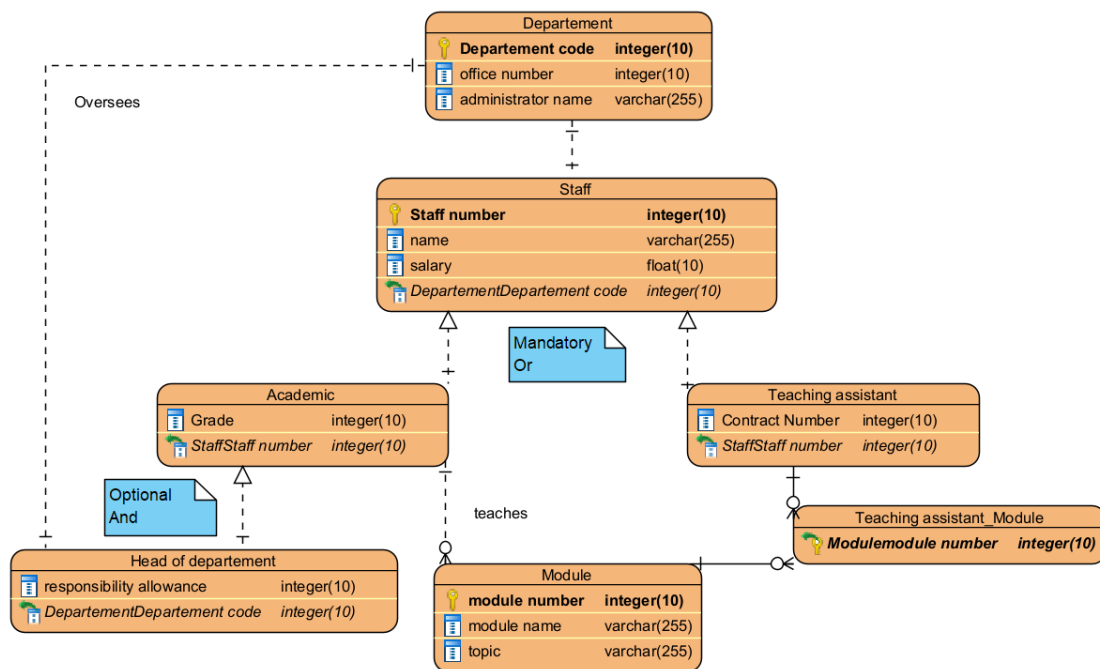 Departement
Departement code integer(10)
office number integer(10)
administrator name varchar(255)
Oversees
Staff
Staff number integer(10)
name varchar(255)
salary float(10)
DepartementDepartement code integer(10)
Mandatory
Or
Academic
Grade integer(10)
StaffStaff number integer(10)
Teaching assistant
Contract Number integer(10)
StaffStaff number integer(10)
Optional
And
teaches
Teaching assistant_Module
Modulemodule number integer(10)
Head of departement
responsibility allowance integer(10)
DepartementDepartement code integer(10)
Module
module number integer(10)
module name varchar(255)
topic varchar(255)